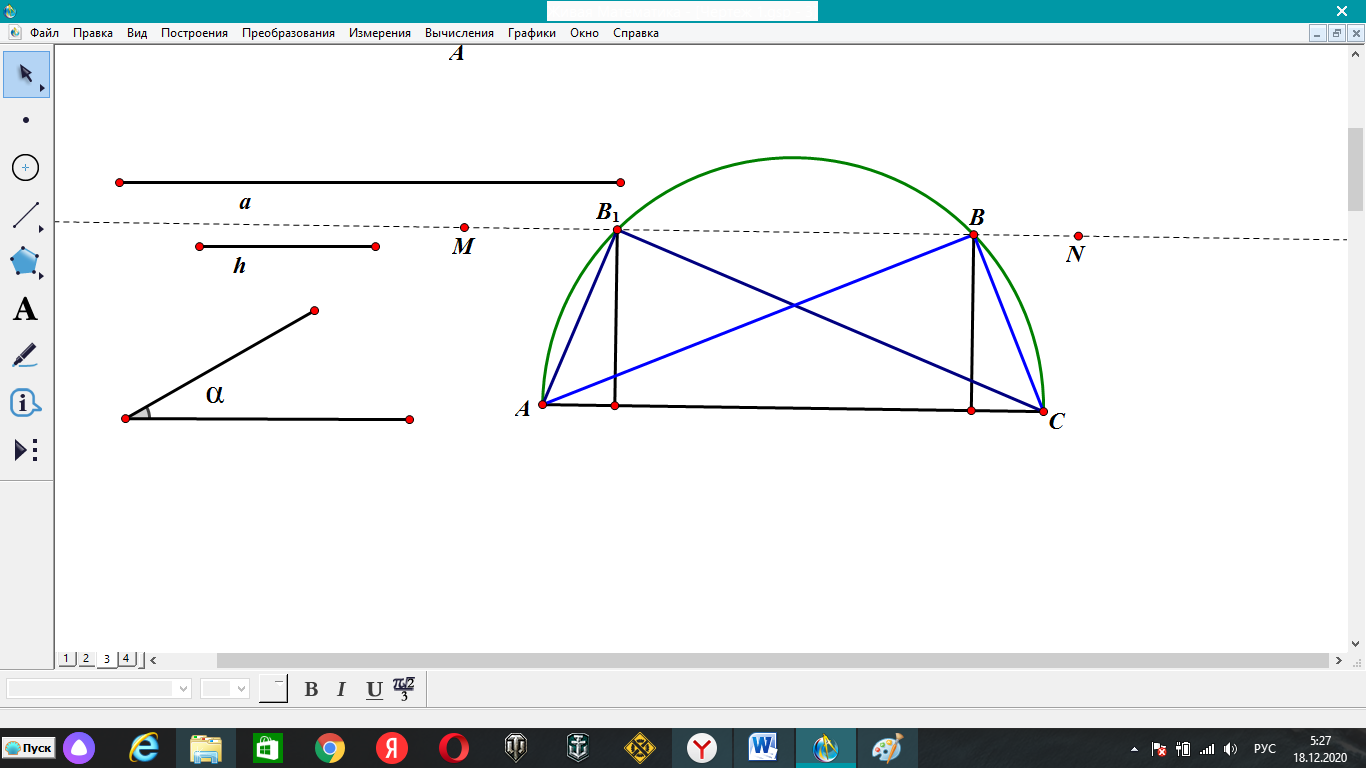 Файл Правка Вид Построения Преобразования Измерения Вычисления Графики Окно Справка
A
a
B₁
B
M
N
h
α
A
C
A
1 2 3 4
B I U
Пуск
РУС
5:27
18.12.2020